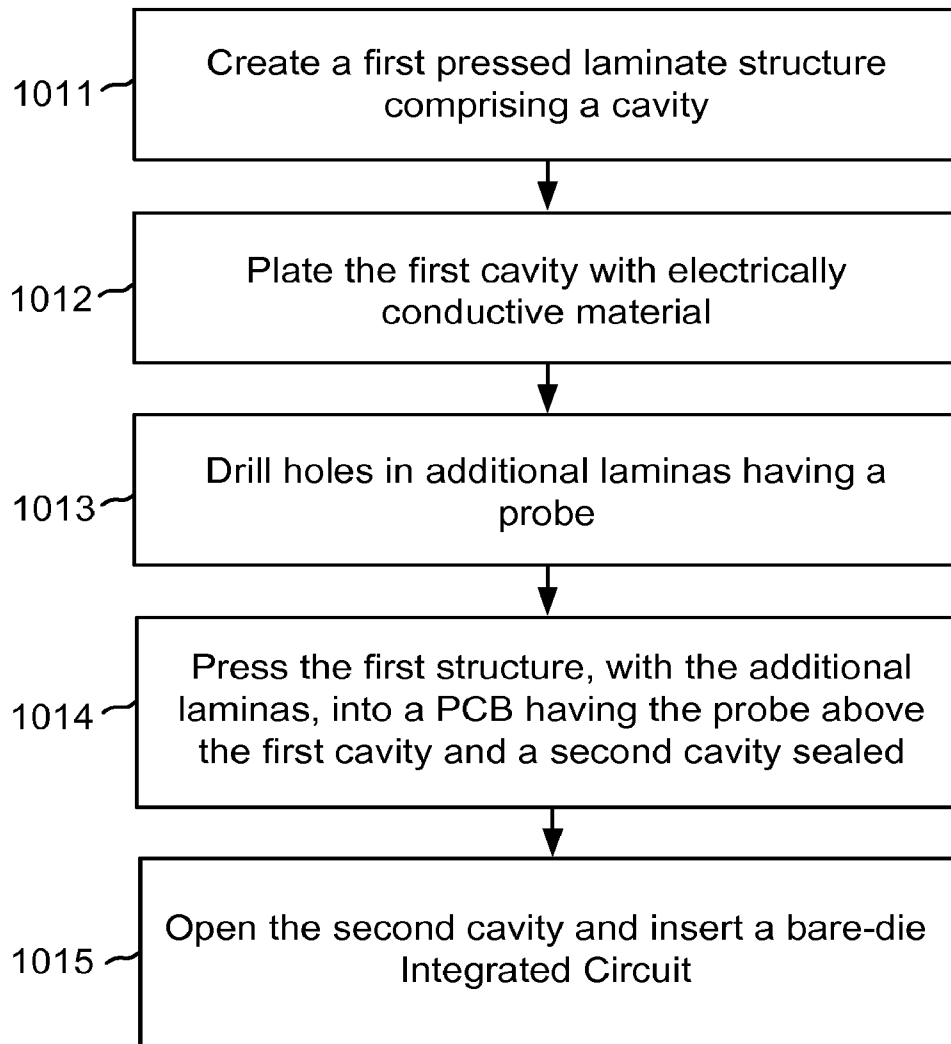 1011
Create a first pressed laminate structure
comprising a cavity
1012
Plate the first cavity with electrically
conductive material
1013
Drill holes in additional laminas having a
probe
1014
Press the first structure, with the additional
laminas, into a PCB having the probe above
the first cavity and a second cavity sealed
1015
Open the second cavity and insert a bare-die
Integrated Circuit